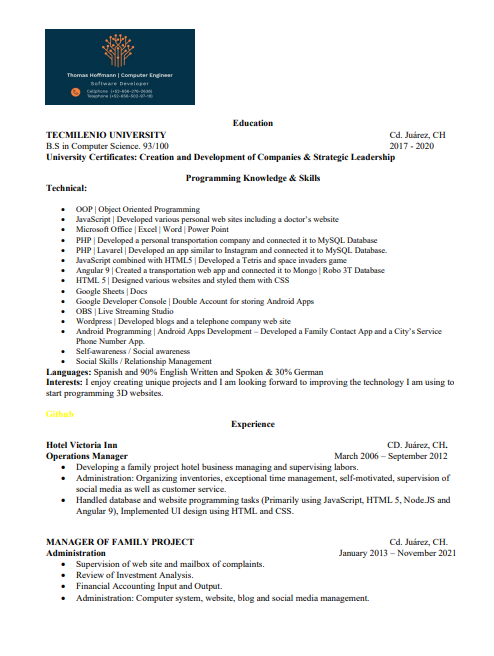 Thomas Hoffmann | Computer Engineer
Software Developer
Cellphone
Telephone
Education
TECMILENIO UNIVERSITY Cd. Juárez, CH
B.S in Computer Science. 93/100 2017 - 2020
University Certificates: Creation and Development of Companies & Strategic Leadership
Programming Knowledge & Skills
Technical:
• OOP | Object Oriented Programming
• JavaScript | Developed various personal web sites including a doctor's website
• Microsoft Office | Excel | Word | Power Point
• PHP | Developed a personal transportation company and connected it to MySQL Database
• PHP | Lavarel | Developed an app similar to Instagram and connected it to MySQL Database.
• JavaScript combined with HTML5 | Developed a Tetris and space invaders game
• Angular 9 | Created a transportation web app and connected it to Mongo | Robo 3T Database
• HTML 5 | Designed various websites and styled them with CSS
• Google Sheets | Docs
• Google Developer Console | Double Account for storing Android Apps
• OBS | Live Streaming Studio
• Wordpress | Developed blogs and a telephone company web site
• Android Programming | Android Apps Development – Developed a Family Contact App and a City's Service
Phone Number App.
• Self-awareness / Social awareness
• Social Skills / Relationship Management
Languages: Spanish and 90% English Written and Spoken & 30% German
Interests: I enjoy creating unique projects and I am looking forward to improving the technology I am using to
start programming 3D websites.
Github
Experience
Hotel Victoria Inn CD. Juárez, CH.
Operations Manager March 2006 – September 2012
• Developing a family project hotel business managing and supervising labors.
• Administration: Organizing inventories, exceptional time management, self-motivated, supervision of
social media as well as customer service.
• Handled database and website programming tasks (Primarily using JavaScript, HTML 5, Node.JS and
Angular 9), Implemented UI design using HTML and CSS.
MANAGER OF FAMILY PROJECT Cd. Juárez, CH.
Administration January 2013 – November 2021
• Supervision of web site and mailbox of complaints.
• Review of Investment Analysis.
• Financial Accounting Input and Output.
• Administration: Computer system, website, blog and social media management.